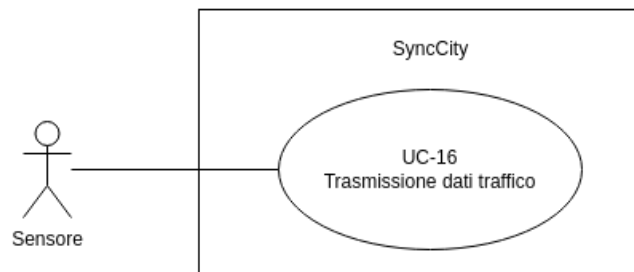 SyncCity
UC-16
Trasmissione dati traffico
Sensore